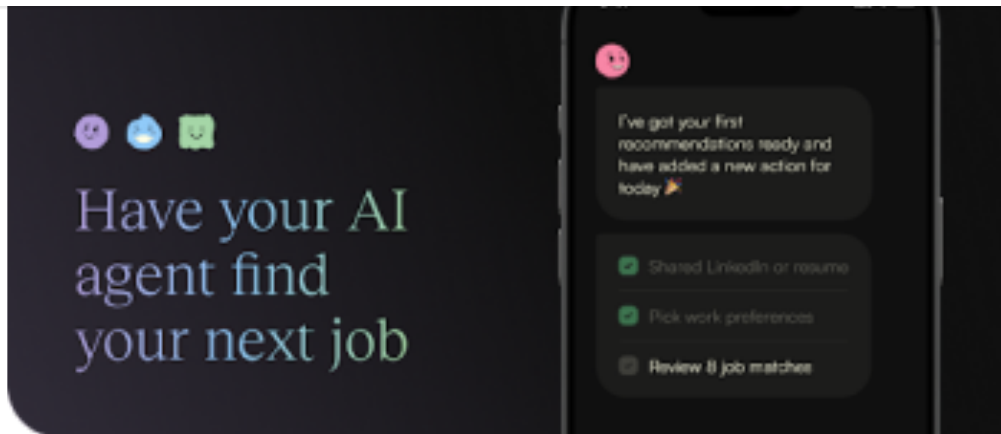 Have your AI
agent find
your next job
I've got your first
recommendations ready and
have added a new action for
today 🎉
Shared LinkedIn or resume
Pick work preferences
Review 8 job matches